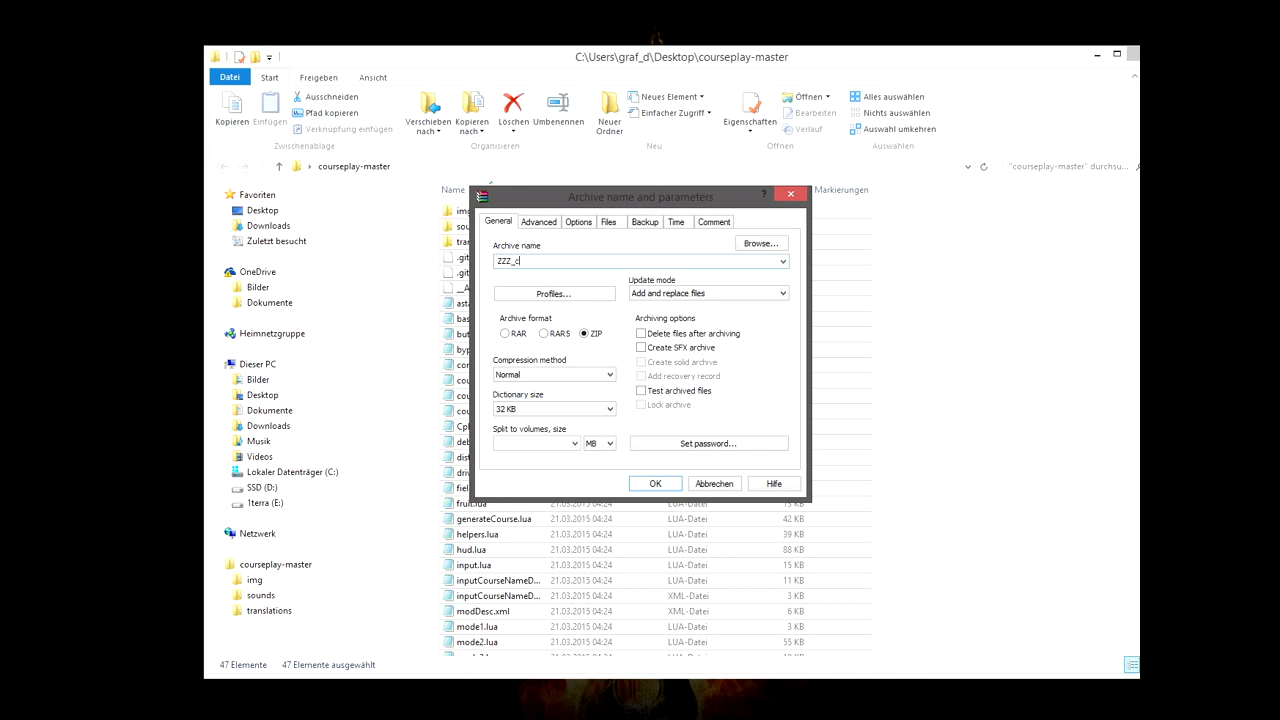 C:\Users\graf_d\Desktop\courseplay-master
Datei Start Freigeben Ansicht
Kopieren Einfügen Ausschneiden Pfad kopieren Verknüpfung einfügen
Zwischenablage
Verschieben nach Kopieren nach Löschen Umbenennen
Organisieren
Neuer Ordner Neues Element Einfacher Zugriff
Neu
Eigenschaften Öffnen Bearbeiten Verlauf
Öffnen
Alles auswählen Nichts auswählen Auswahl umkehren
Auswählen
courseplay-master
"courseplay-master" durchsu...
Favoriten
Desktop
Downloads
Zuletzt besucht
OneDrive
Bilder
Dokumente
Heimnetzgruppe
Dieser PC
Bilder
Desktop
Dokumente
Downloads
Musik
Videos
Lokaler Datenträger (C:)
SSD (D:)
1terra (E:)
Netzwerk
courseplay-master
img
sounds
translations
Name Markierungen
Archive name and parameters ?
General Advanced Options Files Backup Time Comment
Archive name
Browse...
ZZZ_c
Profiles...
Update mode
Add and replace files
Archive format
RAR RAR5 ZIP
Compression method
Normal
Dictionary size
32 KB
Split to volumes, size
MB
Archiving options
Delete files after archiving
Create SFX archive
Create solid archive
Add recovery record
Test archived files
Lock archive
Set password...
OK Abbrechen Hilfe
fruit.lua 21.03.2015 04:24 LUA-Datei
generateCourse.lua 21.03.2015 04:24 LUA-Datei 42 KB
helpers.lua 21.03.2015 04:24 LUA-Datei 39 KB
hud.lua 21.03.2015 04:24 LUA-Datei 88 KB
input.lua 21.03.2015 04:24 LUA-Datei 15 KB
inputCourseNameD... 21.03.2015 04:24 LUA-Datei 11 KB
inputCourseNameD... 21.03.2015 04:24 XML-Datei 3 KB
modDesc.xml 21.03.2015 04:24 XML-Datei 6 KB
mode1.lua 21.03.2015 04:24 LUA-Datei 3 KB
mode2.lua 21.03.2015 04:24 LUA-Datei 55 KB
47 Elemente 47 Elemente ausgewählt